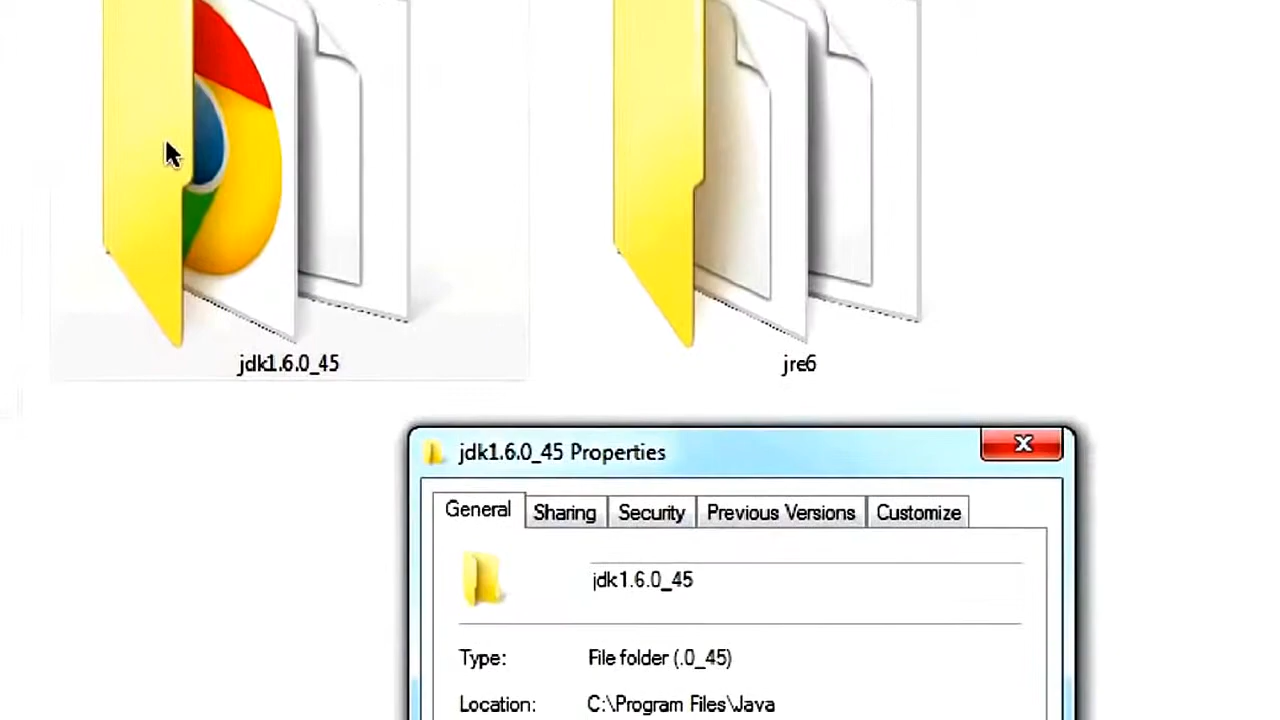 jdk1.6.0_45
jre6
jdk1.6.0_45 Properties
General Sharing Security Previous Versions Customize
jdk1.6.0_45
Type: File folder (.0_45)
Location: C:\Program Files\Java